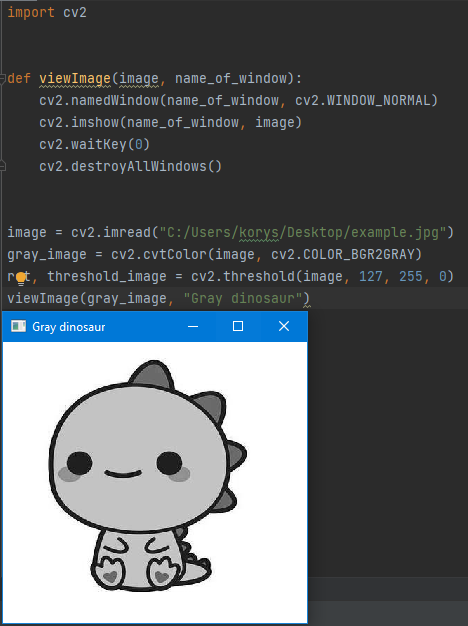 import cv2
def viewImage(image, name_of_window):
cv2.namedWindow(name_of_window, cv2.WINDOW_NORMAL)
cv2.imshow(name_of_window, image)
cv2.waitKey(0)
cv2.destroyAllWindows()
image = cv2.imread("C:/Users/korys/Desktop/example.jpg")
gray_image = cv2.cvtColor(image, cv2.COLOR_BGR2GRAY)
threshold_image = cv2.threshold(image, 127, 255, 0)
viewImage(gray_image, "Gray dinosaur")
Gray dinosaur